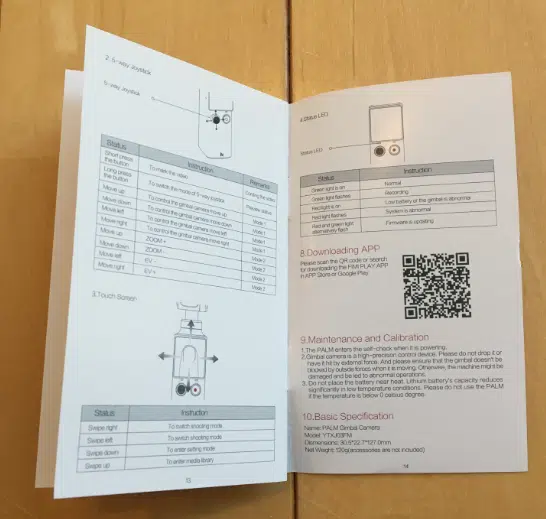 2. 5-way Joystick
5-way Joystick
Status Instruction Remarks
Short press the button To make the video Coming the video
Long press the button To switch the mode of 5-way joystick Preview status
Move up To control the gimbal camera move up Mode 1
Move down To control the gimbal camera move down Mode 1
Move left To control the gimbal camera move left Mode 1
Move right To control the gimbal camera move right Mode 1
Move up ZOOM + Mode 2
Move down ZOOM - Mode 2
Move left EV - Mode 2
Move right EV + Mode 2
3.Touch Screen
Status Instruction
Swipe right To switch shooting mode
Swipe left To switch shooting mode
Swipe down To enter setting mode
Swipe up To enter media library
4.Status LED
Status LED
Status Instruction
Green light is on Normal
Green light flashes Recording
Red light is on Low battery or the gimbal is abnormal
Red light flashes System is abnormal
Red and green light alternately flash Firmware is updating
8.Downloading APP
Please scan the QR code or search
for downloading the FIMI PLAY APP
in APP Store or Google Play.
9.Maintenance and Calibration
1.The PALM enters the self-check when it is powering.
2.Gimbal camera is a high-precision control device. Please do not drop it or
have it hit by external force. And please ensure that the gimbal doesn't be
blocked by outside forces when it is moving. Otherwise, the machine might be
damaged and be led to abnormal operations.
3. Do not place the battery near heat. Lithium battery's capacity reduces
significantly in low temperature conditions. Please do not use the PALM
if the temperature is below 0 celsius degree.
10.Basic Specification
Name: PALM Gimbal Camera
Model: YTXJ03FM
Dismensions: 30.6*22.7*127.0mm
Net Weight: 120g(accessories are not included)
14